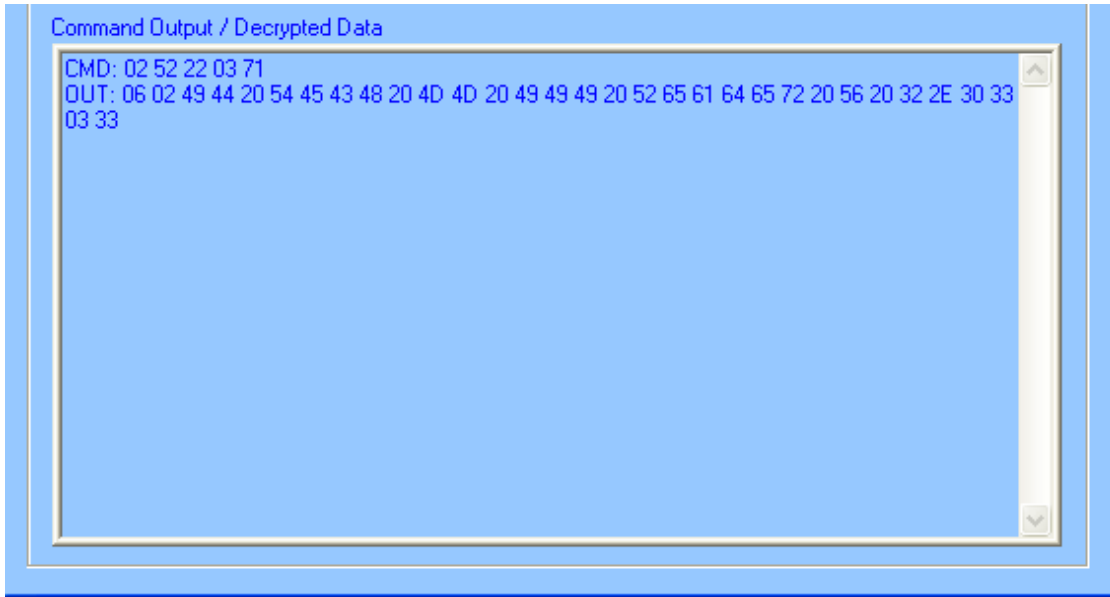 Command Output / Decrypted Data
CMD: 02 52 22 03 71
OUT: 06 02 49 44 20 54 45 43 48 20 4D 4D 20 49 49 49 20 52 65 61 64 65 72 20 56 20 32 2E 30 33
03 33